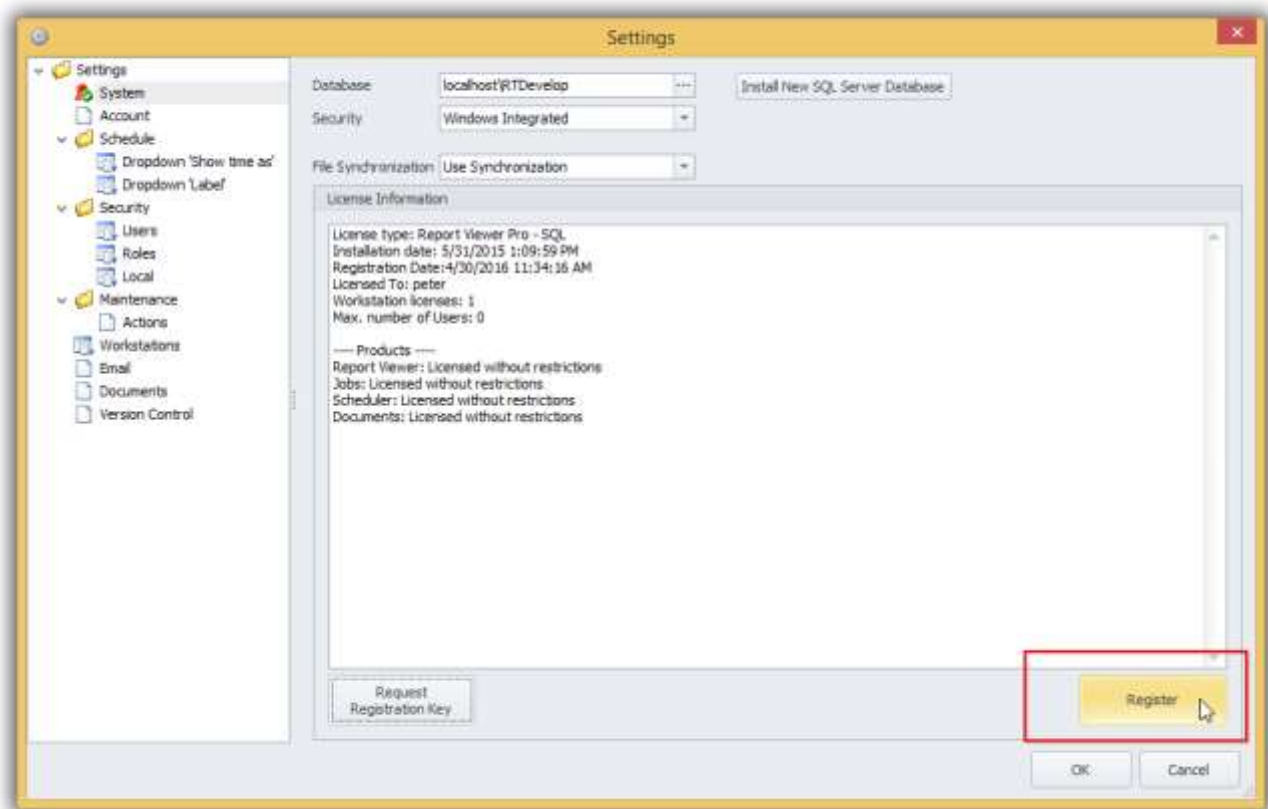 Settings
Settings
System
Account
Schedule
Dropdown 'Show time as'
Dropdown 'Label'
Security
Users
Roles
Local
Maintenance
Actions
Workstations
Email
Documents
Version Control
Database localhost\RTDevelop ... Install New SQL Server Database
Security Windows Integrated
File Synchronization Use Synchronization
License Information
License type: Report Viewer Pro - SQL
Installation date: 5/31/2015 1:09:59 PM
Registration Date:4/30/2016 11:34:16 AM
Licensed To: peter
Workstation licenses: 1
Max. number of Users: 0
---- Products ----
Report Viewer: Licensed without restrictions
Jobs: Licensed without restrictions
Scheduler: Licensed without restrictions
Documents: Licensed without restrictions
Request
Registration Key
Register
OK Cancel